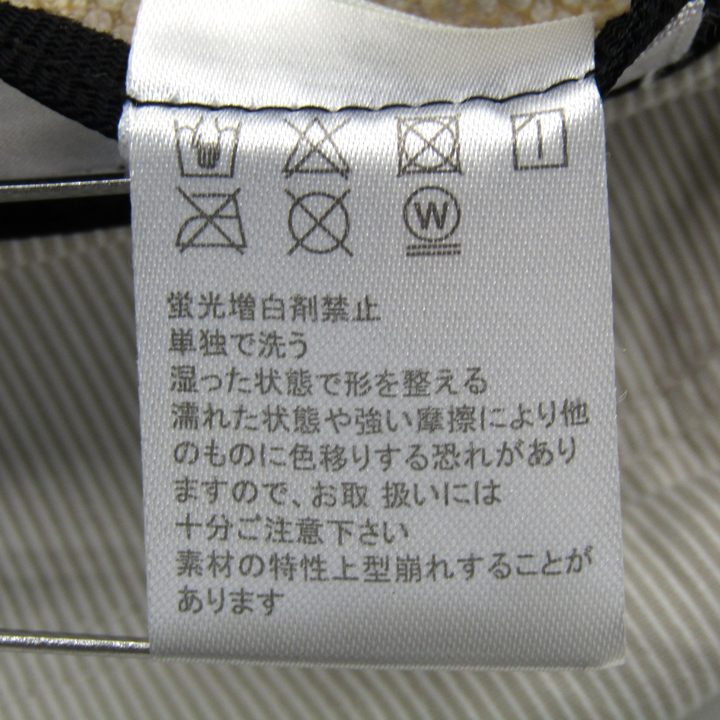 W
蛍光増白剤禁止
単独で洗う
湿った状態で形を整える
濡れた状態や強い摩擦により他
のものに色移りする恐れがあり
ますので、お取 扱いには
十分ご注意下さい
素材の特性上型崩れすることが
あります